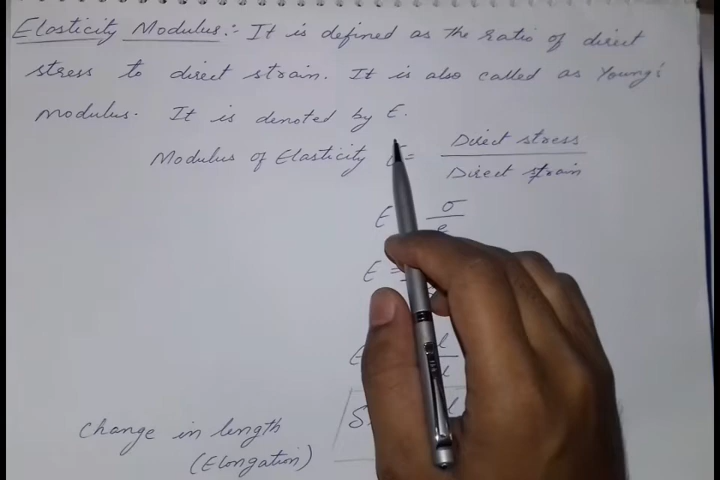 Elasticity Modulus :- It is defined as the ratio of direct
stress to direct strain. It is also called as Young's
Modulus. It is denoted by E.
Modulus of Elasticity = Direct stress
Direct strain
E σ
e
E =
l
Change in length
(Elongation)